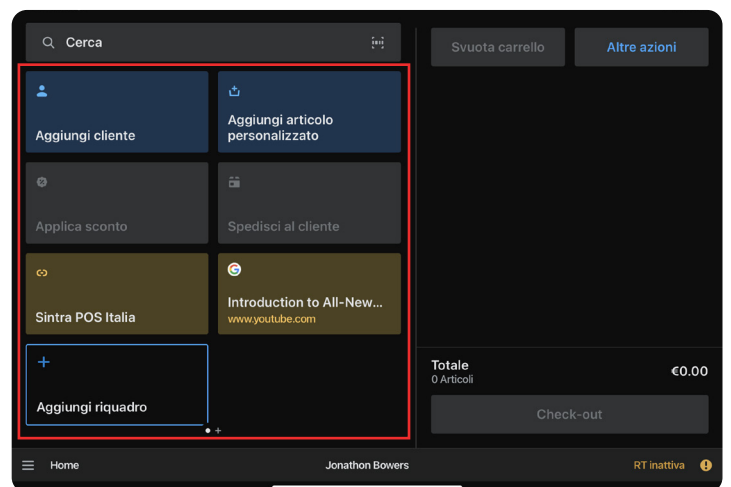 Cerca
Svuota carrello
Altre azioni
Aggiungi cliente
Aggiungi articolo
personalizzato
Applica sconto
Spedisci al cliente
Sintra POS Italia
Introduction to All-New...
www.youtube.com
Aggiungi riquadro
Totale
0 Articoli
€0.00
Check-out
Home
Jonathon Bowers
RT inattiva